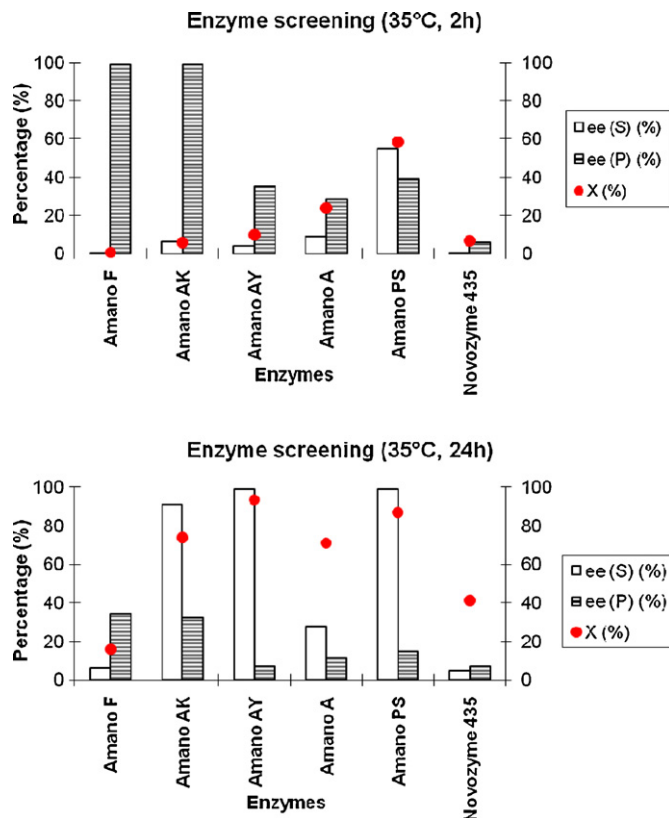 Enzyme screening (35°C, 2h)
Percentage (%)
100
80
60
40
20
0
100
80
60
40
20
0
Amano F
Amano AK
Amano AY
Amano A
Amano PS
Novozyme 435
Enzymes
ee (S) (%)
ee (P) (%)
X (%)
Enzyme screening (35°C, 24h)
Percentage (%)
100
80
60
40
20
0
100
80
60
40
20
0
Amano F
Amano AK
Amano AY
Amano A
Amano PS
Novozyme 435
Enzymes
ee (S) (%)
ee (P) (%)
X (%)